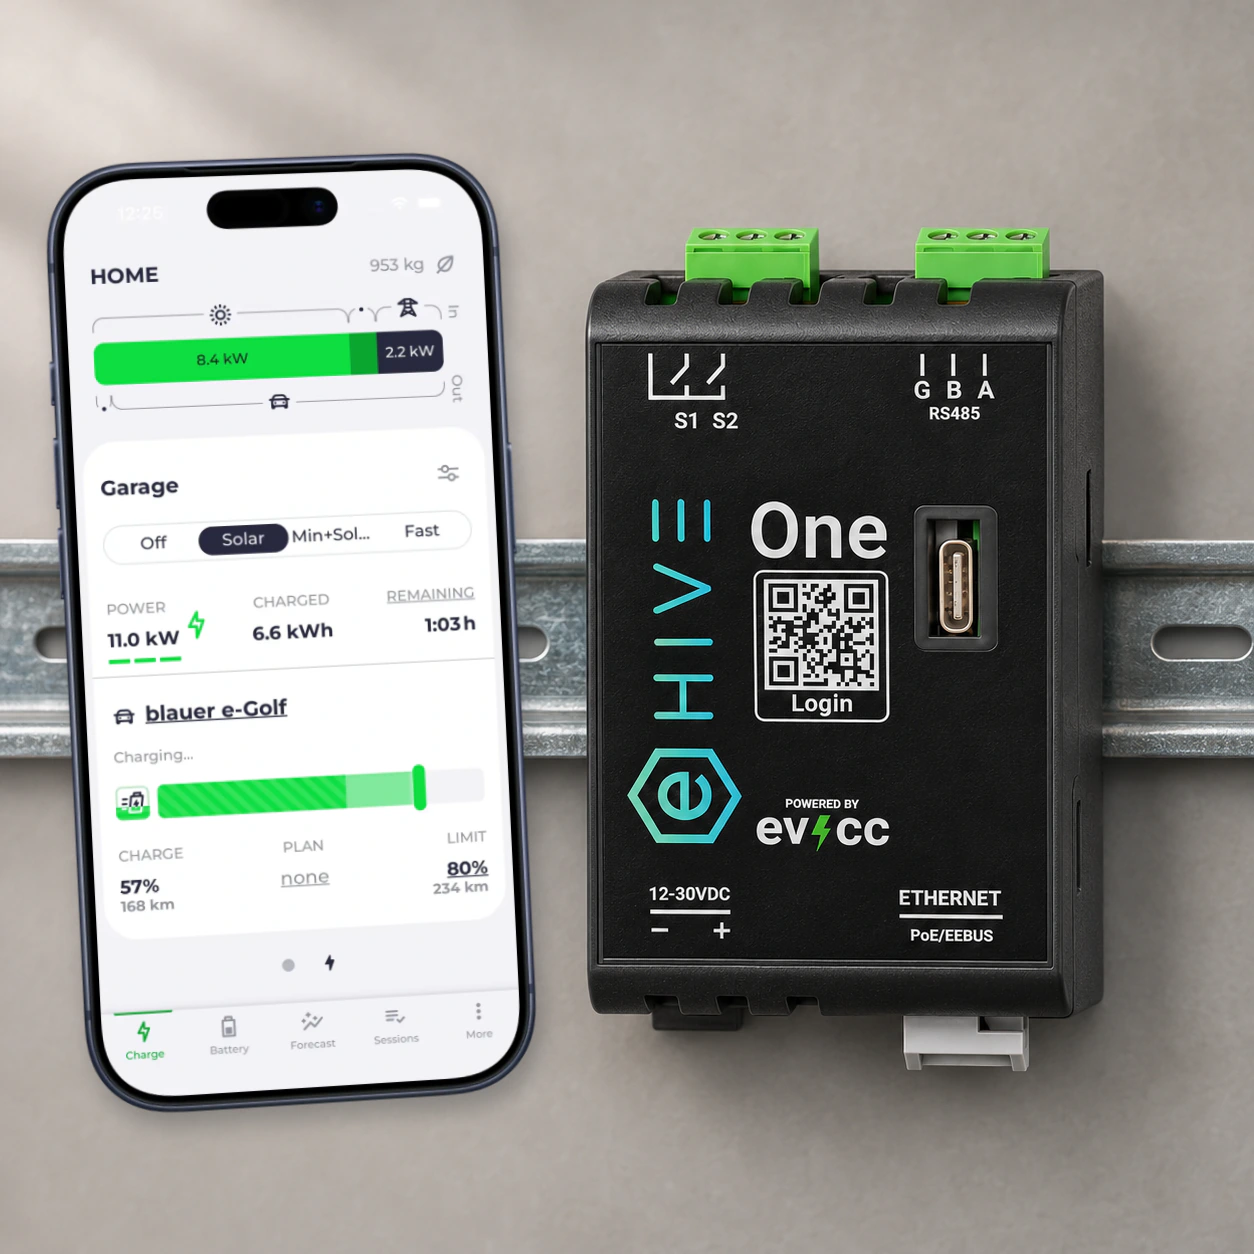 12:25
HOME
953 kg
In
8.4 kW
2.2 kW
Out
Garage
Off
Solar
Min+Sol...
Fast
POWER
CHARGED
REMAINING
11.0 kW
6.6 kWh
1:03 h
blauer e-Golf
Charging...
CHARGE
PLAN
LIMIT
57%
none
80%
168 km
234 km
Charge
Battery
Forecast
Sessions
More
S1 S2
G B A
RS485
eHIVE
One
Login
POWERED BY
evcc
12-30VDC
− +
ETHERNET
PoE/EEBUS